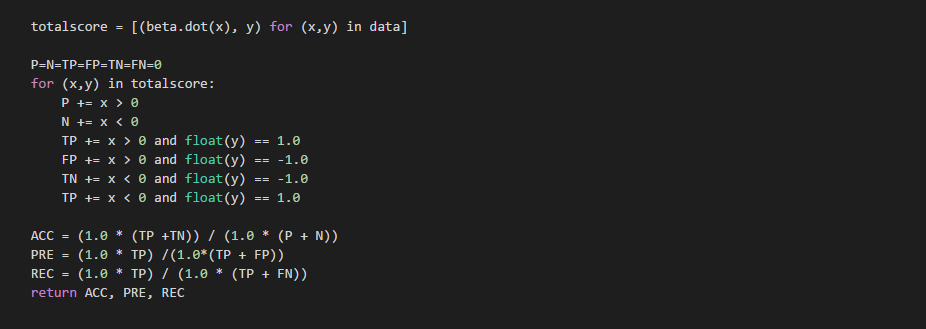 totalscore = [(beta.dot(x), y) for (x,y) in data]
P=N=TP=FP=TN=FN=0
for (x,y) in totalscore:
    P += x > 0
    N += x < 0
    TP += x > 0 and float(y) == 1.0
    FP += x > 0 and float(y) == -1.0
    TN += x < 0 and float(y) == -1.0
    TP += x < 0 and float(y) == 1.0
ACC = (1.0 * (TP +TN)) / (1.0 * (P + N))
PRE = (1.0 * TP) /(1.0*(TP + FP))
REC = (1.0 * TP) / (1.0 * (TP + FN))
return ACC, PRE, REC